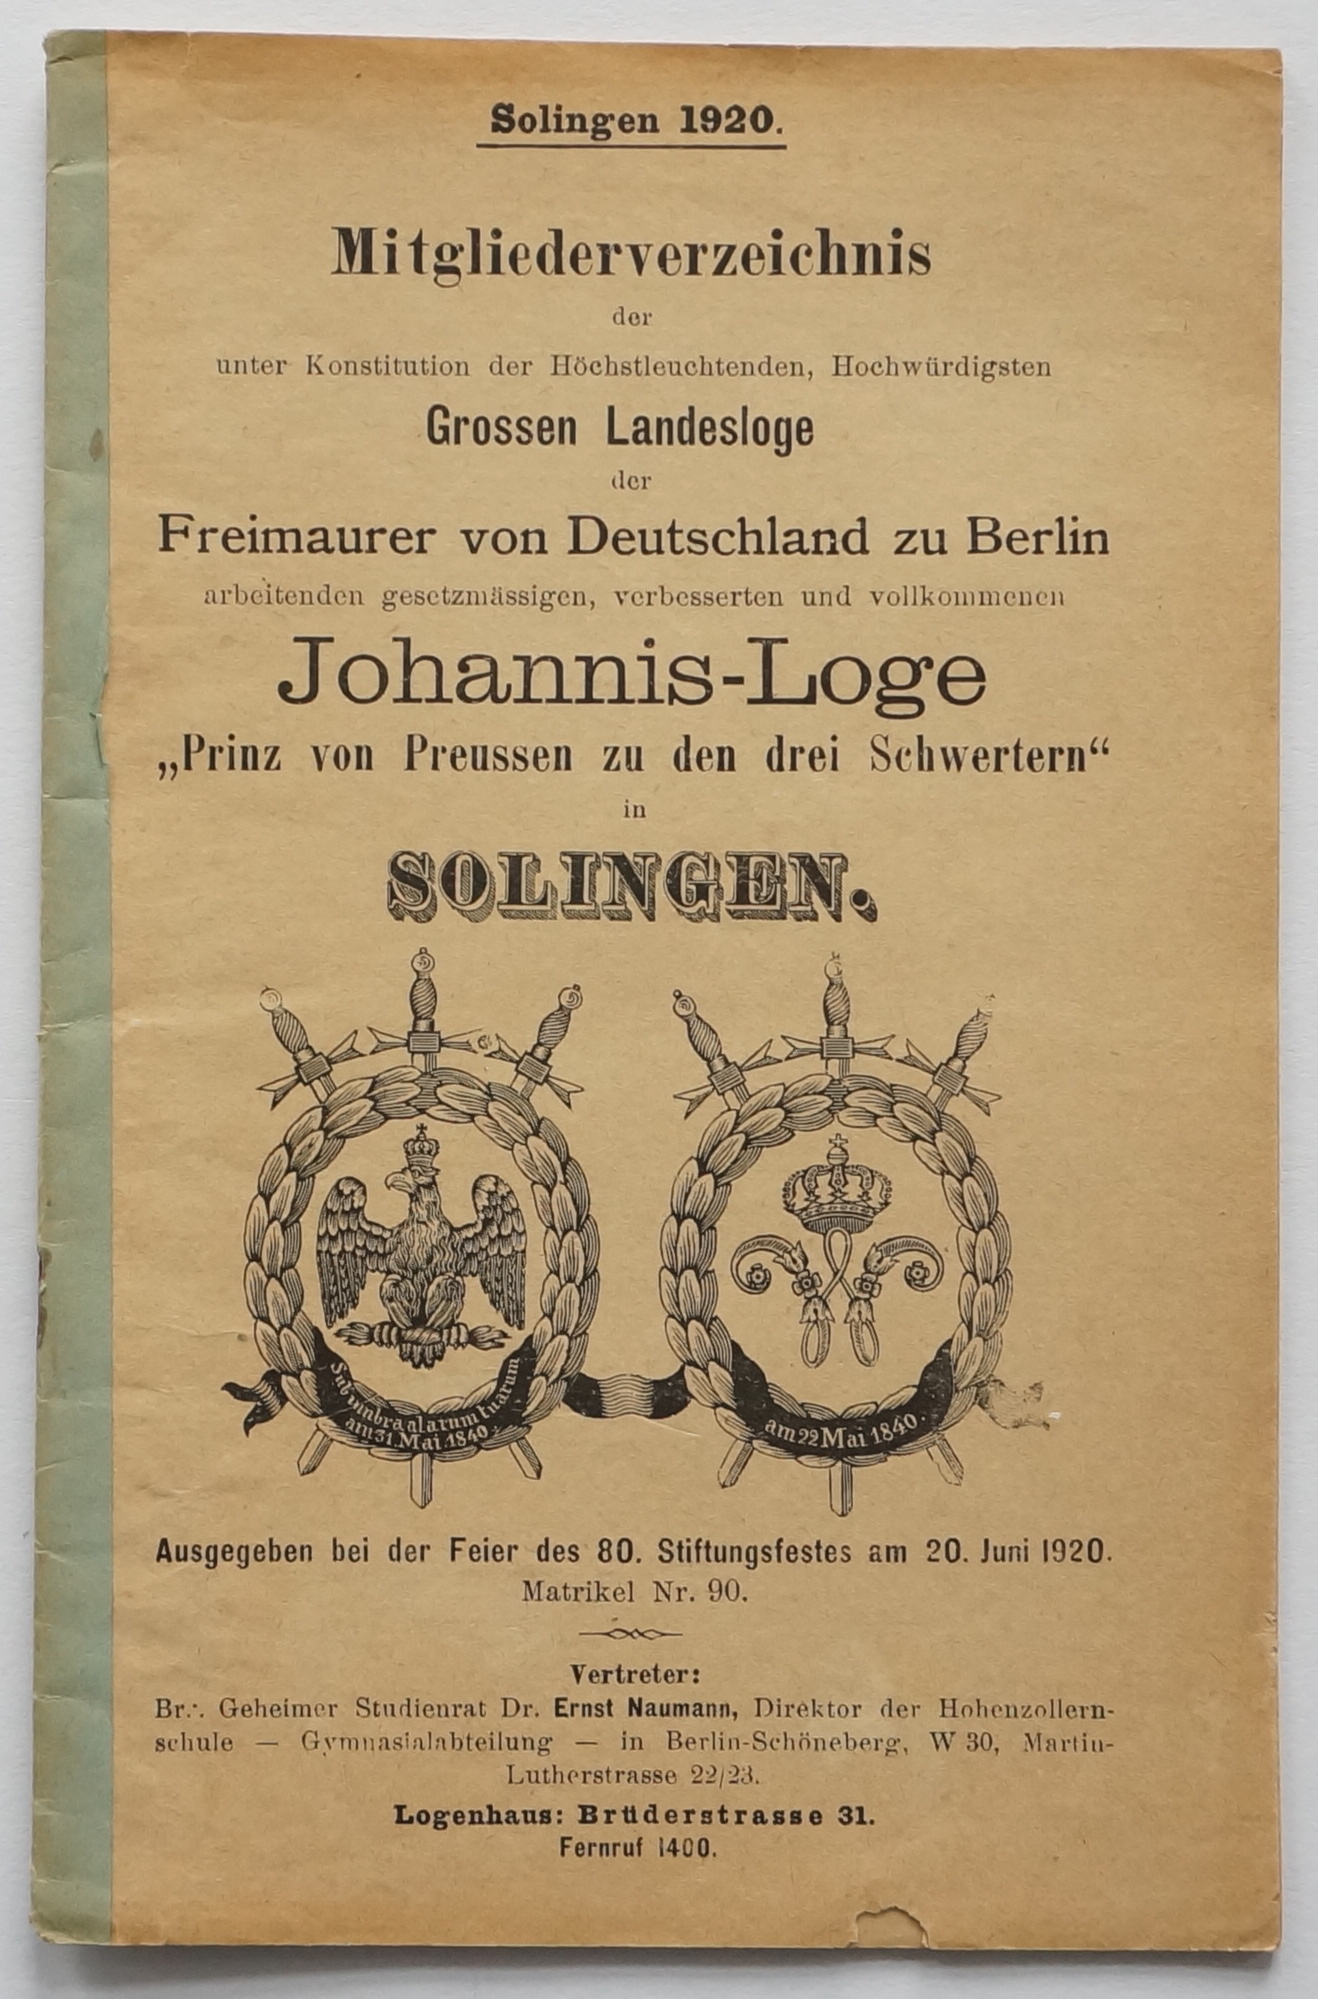 Solingen 1920.
Mitgliederverzeichnis
der
unter Konstitution der Höchstleuchtenden, Hochwürdigsten
Grossen Landesloge
der
Freimaurer von Deutschland zu Berlin
arbeitenden gesetzmässigen, verbesserten und vollkommenen
Johannis-Loge
„Prinz von Preussen zu den drei Schwertern“
in
SOLINGEN.
Sub umbra alarum tuarum
am 31. Mai 1840.
am 22 Mai 1840.
Ausgegeben bei der Feier des 80. Stiftungsfestes am 20. Juni 1920.
Matrikel Nr. 90.
Vertreter:
Br∴ Geheimer Studienrat Dr. Ernst Naumann, Direktor der Hohenzollern-
schule — Gymnasialabteilung — in Berlin-Schöneberg, W 30, Martin-
Lutherstrasse 22/23.
Logenhaus: Brüderstrasse 31.
Fernruf 1400.